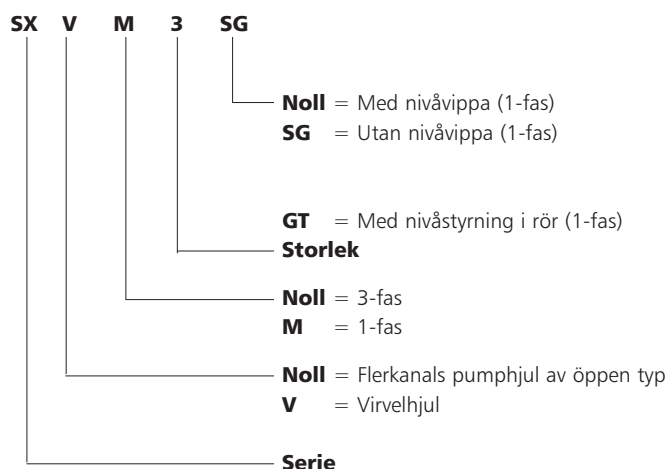 SX V M 3 SG
Noll = Med nivåvippa (1-fas)
SG = Utan nivåvippa (1-fas)
GT = Med nivåstyrning i rör (1-fas)
Storlek
Noll = 3-fas
M = 1-fas
Noll = Flerkanals pumphjul av öppen typ
V = Virvelhjul
Serie